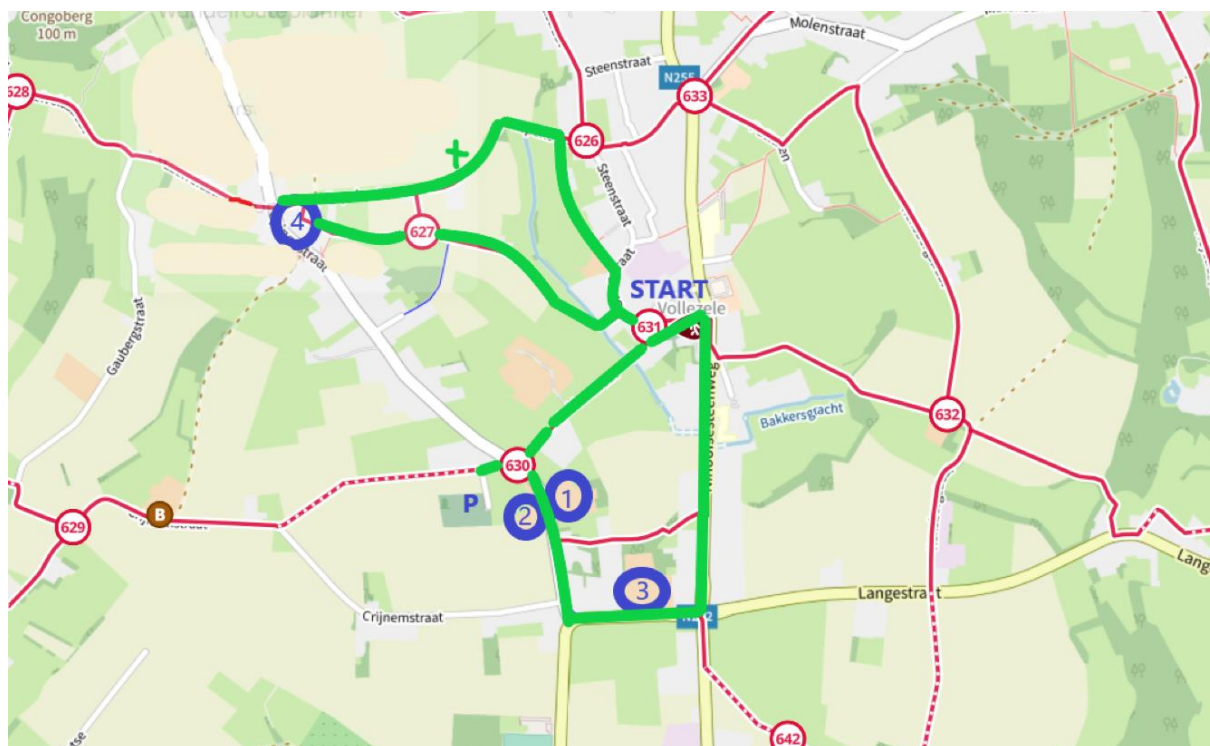 Congoberg
100 m
Wandelrouteplanner
Molenstraat
Steenstraat
N255
628
633
626
Steenstraat
4
627
START
Vollezele
631
Gaubergstraat
Bakkersgracht
632
630
P
1
2
B
629
3
Langestraat
Crijnemstraat
642